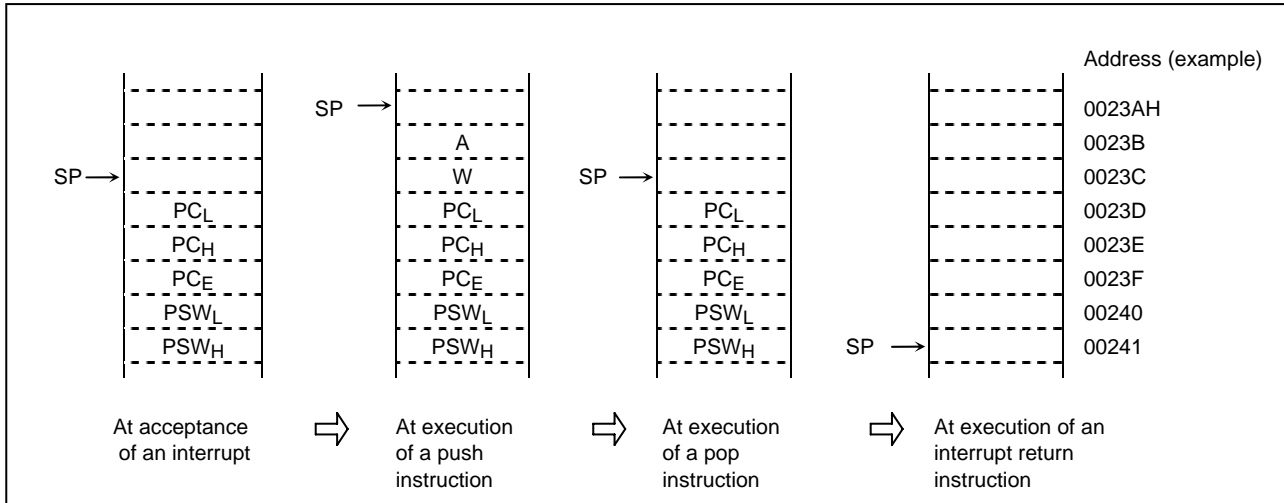 Address (example)
SP
0023AH
A
0023B
SP
W
SP
0023C
PCL
PCL
PCL
0023D
PCH
PCH
PCH
0023E
PCE
PCE
PCE
0023F
PSWL
PSWL
PSWL
00240
PSWH
PSWH
PSWH
SP
00241
At acceptance
of an interrupt
At execution
of a push
instruction
At execution
of a pop
instruction
At execution of an
interrupt return
instruction